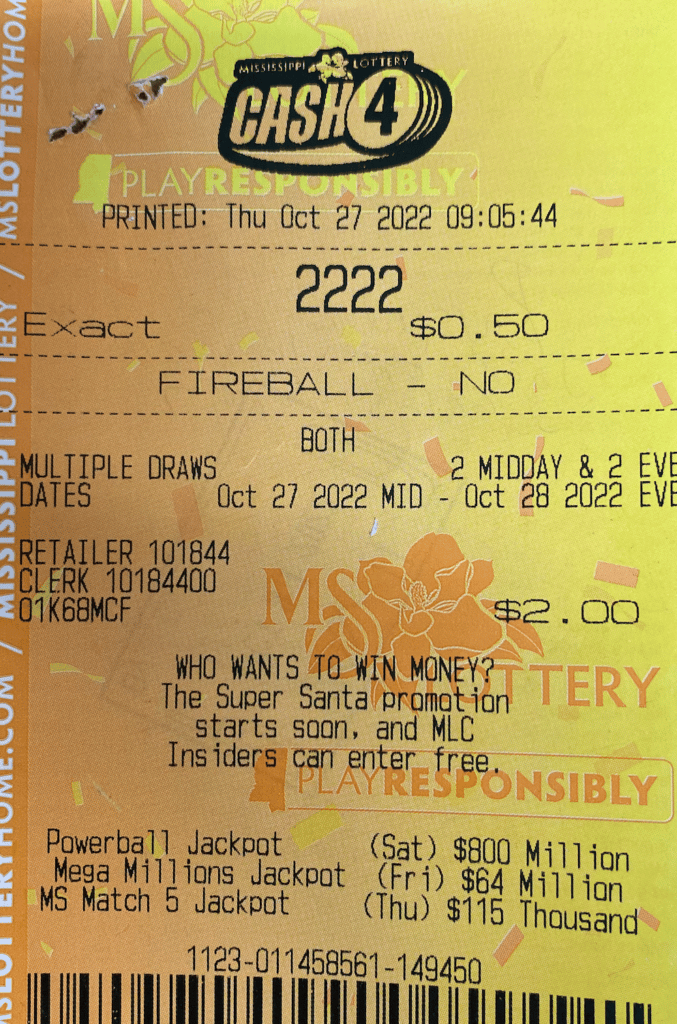 MS
MISSISSIPPI LOTTERY
CASH 4
PLAY RESPONSIBLY
PRINTED: Thu Oct 27 2022 09:05:44
2222
Exact $0.50
FIREBALL - NO
BOTH
MULTIPLE DRAWS 2 MIDDAY & 2 EVE
DATES Oct 27 2022 MID - Oct 28 2022 EVE
RETAILER 101844
CLERK 10184400
01K68MCF $2.00
MS
LOTTERY
WHO WANTS TO WIN MONEY?
The Super Santa promotion
starts soon, and MLC
Insiders can enter free.
PLAY RESPONSIBLY
Powerball Jackpot (Sat) $800 Million
Mega Millions Jackpot (Fri) $64 Million
MS Match 5 Jackpot (Thu) $115 Thousand
1123-011458561-149450
MSLOTTERYHOME.COM / MISSISSIPPI LOTTERY / MSLOTTERYHOM